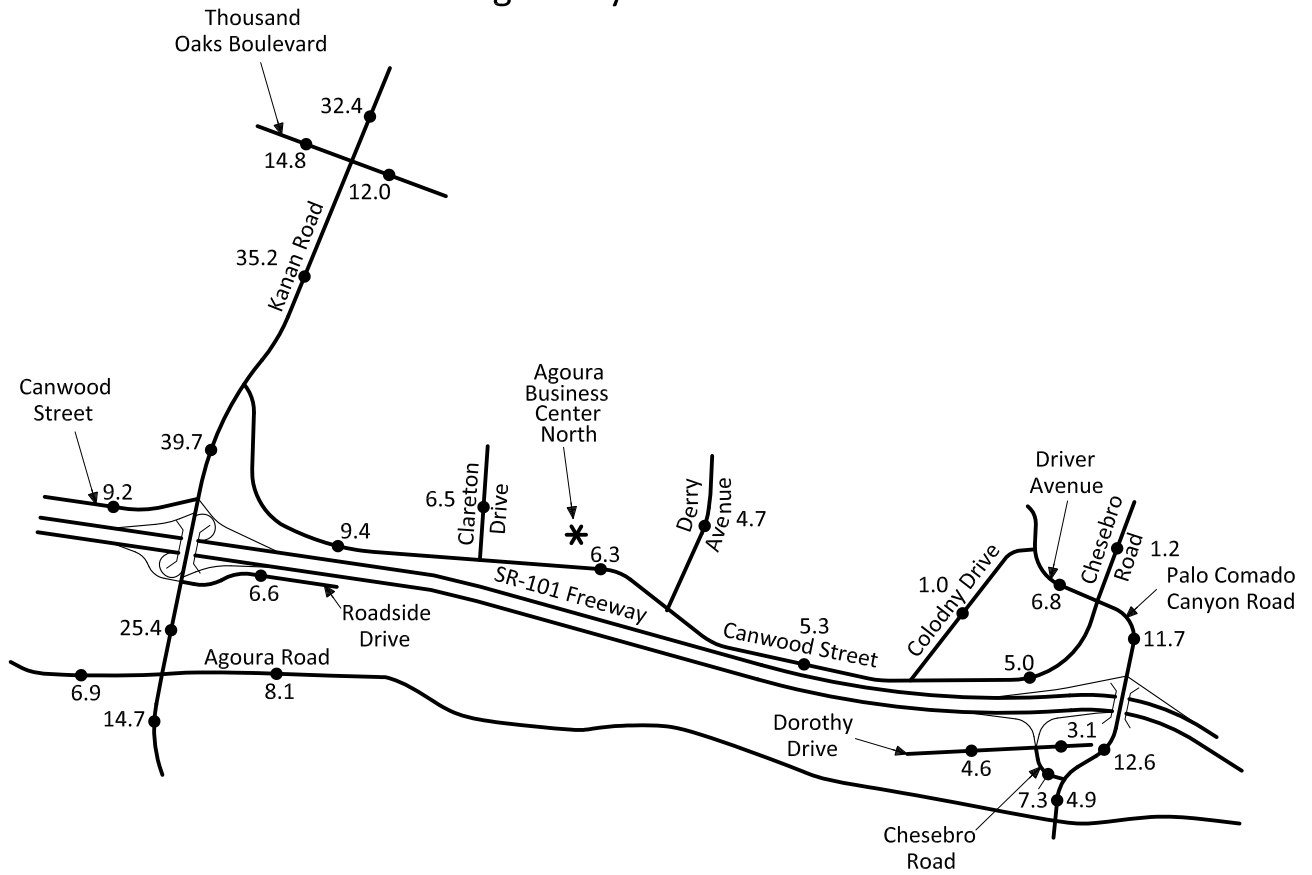 Thousand
Oaks Boulevard
32.4
14.8
12.0
Kanan Road
35.2
Canwood
Street
39.7
9.2
Agoura
Business
Center
North
9.4
6.5
Clareton
Drive
6.3
Derry
Avenue
4.7
Driver
Avenue
Chesebro
Road
1.2
Palo Comado
Canyon Road
6.8
1.0
Colodny Drive
11.7
SR-101 Freeway
6.6
Roadside
Drive
5.3
Canwood Street
5.0
25.4
Agoura Road
6.9
8.1
14.7
Dorothy
Drive
4.6
3.1
12.6
7.3
4.9
Chesebro
Road